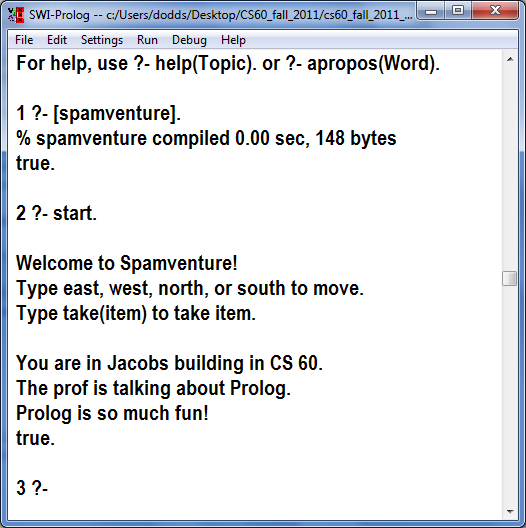 SWI-Prolog -- c:/Users/dodds/Desktop/CS60_fall_2011/cs60_fall_2011_...
File Edit Settings Run Debug Help
For help, use ?- help(Topic). or ?- apropos(Word).
1 ?- [spamventure].
% spamventure compiled 0.00 sec, 148 bytes
true.
2 ?- start.
Welcome to Spamventure!
Type east, west, north, or south to move.
Type take(item) to take item.
You are in Jacobs building in CS 60.
The prof is talking about Prolog.
Prolog is so much fun!
true.
3 ?-